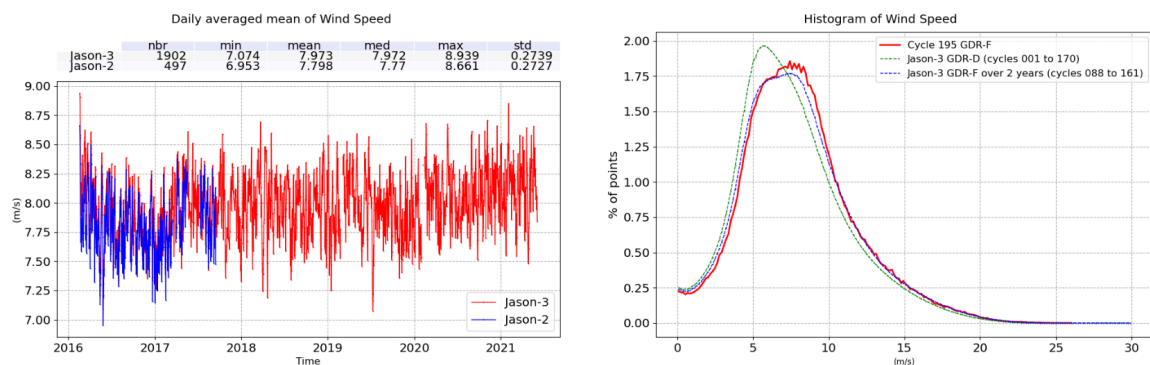 Daily averaged mean of Wind Speed
nbr min mean med max std
Jason-3 1902 7.074 7.973 7.972 8.939 0.2739
Jason-2 497 6.953 7.798 7.77 8.661 0.2727
9.00
8.75
8.50
8.25
8.00
7.75
7.50
7.25
7.00
(m/s)
Jason-3
Jason-2
2016 2017 2018 2019 2020 2021
Time
Histogram of Wind Speed
2.00
1.75
1.50
1.25
1.00
0.75
0.50
0.25
0.00
% of points
Cycle 195 GDR-F
Jason-3 GDR-D (cycles 001 to 170)
Jason-3 GDR-F over 2 years (cycles 088 to 161)
0 5 10 15 20 25 30
(m/s)